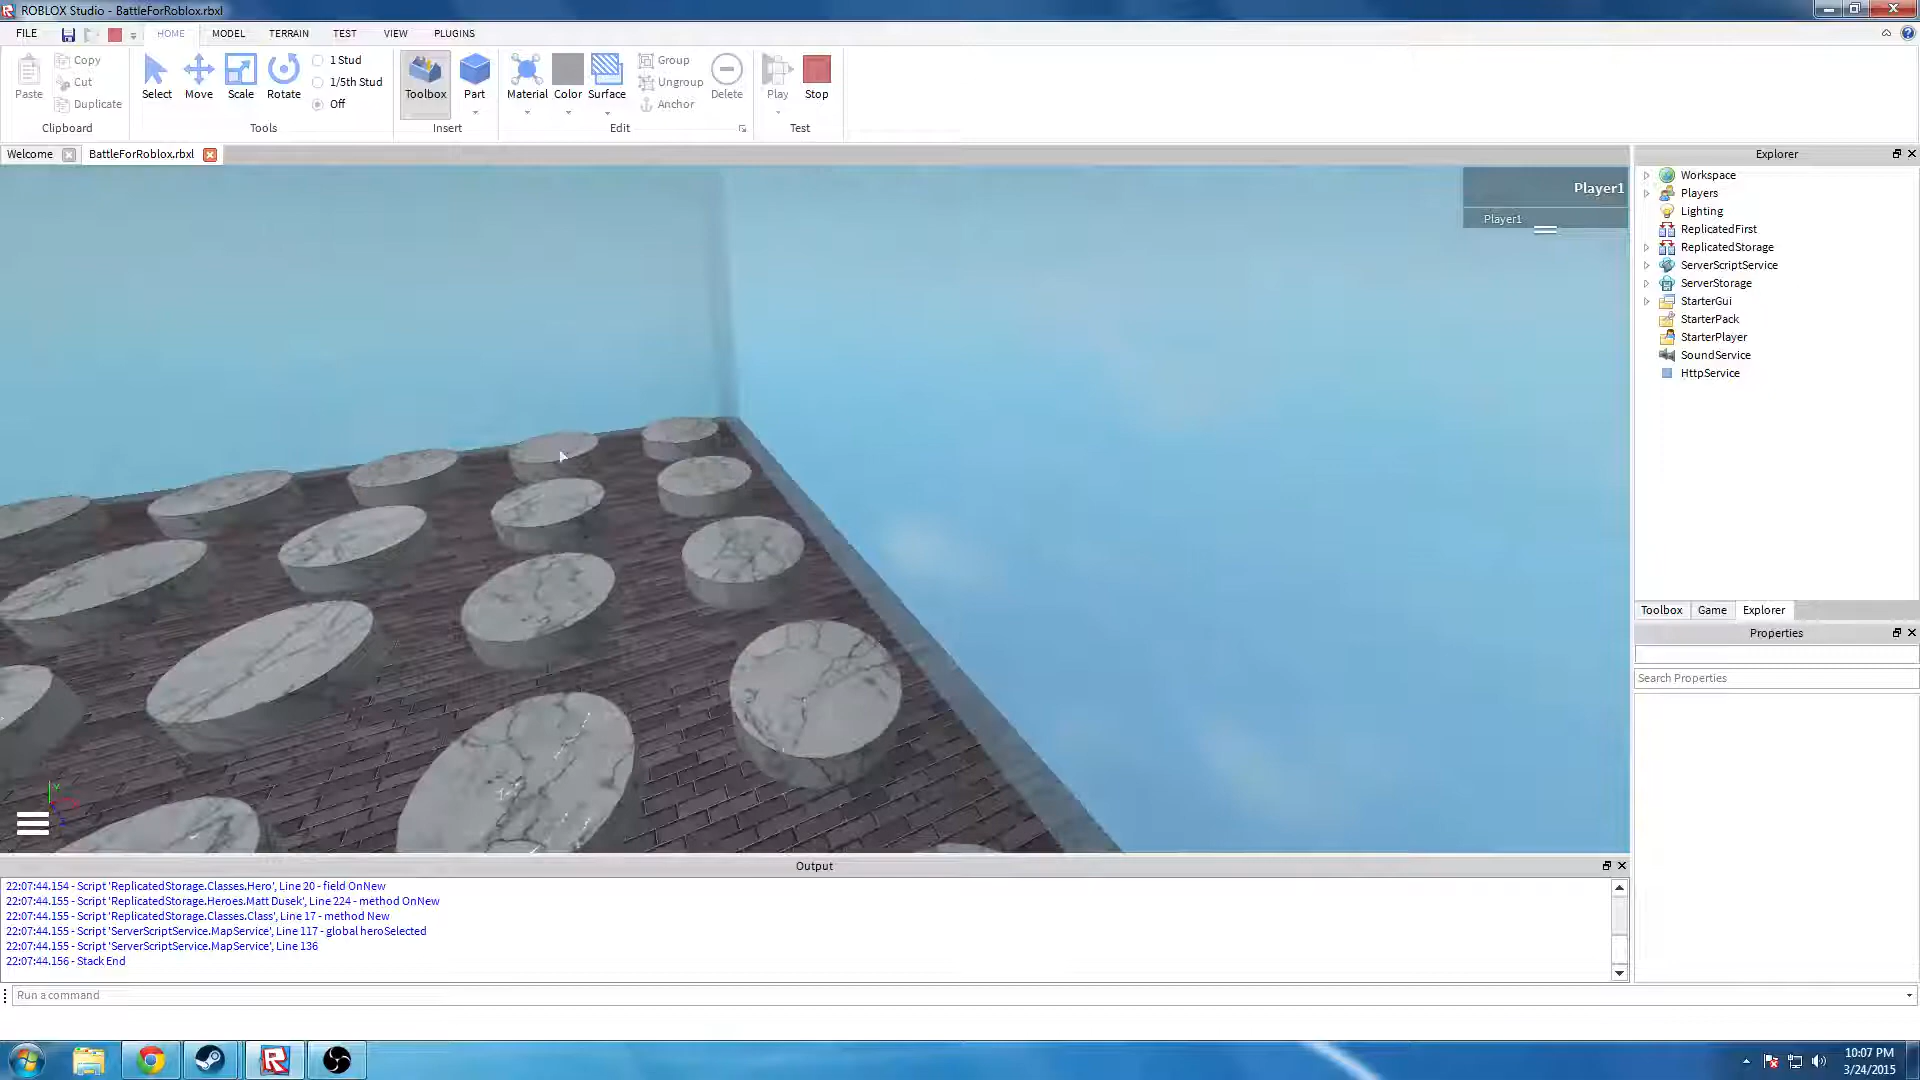 ROBLOX Studio - BattleForRoblox.rbxl
FILE
HOME
MODEL
TERRAIN
TEST
VIEW
PLUGINS
Paste
Copy
Cut
Duplicate
Clipboard
Select
Move
Scale
Rotate
1 Stud
1/5th Stud
Off
Tools
Toolbox
Part
Insert
Material
Color
Surface
Group
Ungroup
Anchor
Delete
Edit
Play
Stop
Test
Welcome
BattleForRoblox.rbxl
Player1
Player1
Explorer
Workspace
Players
Lighting
ReplicatedFirst
ReplicatedStorage
ServerScriptService
ServerStorage
StarterGui
StarterPack
StarterPlayer
SoundService
HttpService
Toolbox
Game
Explorer
Properties
Search Properties
Output
22:07:44.154 - Script 'ReplicatedStorage.Classes.Hero', Line 20 - field OnNew
22:07:44.155 - Script 'ReplicatedStorage.Heroes.Matt Dusek', Line 224 - method OnNew
22:07:44.155 - Script 'ReplicatedStorage.Classes.Class', Line 17 - method New
22:07:44.155 - Script 'ServerScriptService.MapService', Line 117 - global heroSelected
22:07:44.155 - Script 'ServerScriptService.MapService', Line 136
22:07:44.156 - Stack End
Run a command
10:07 PM
3/24/2015